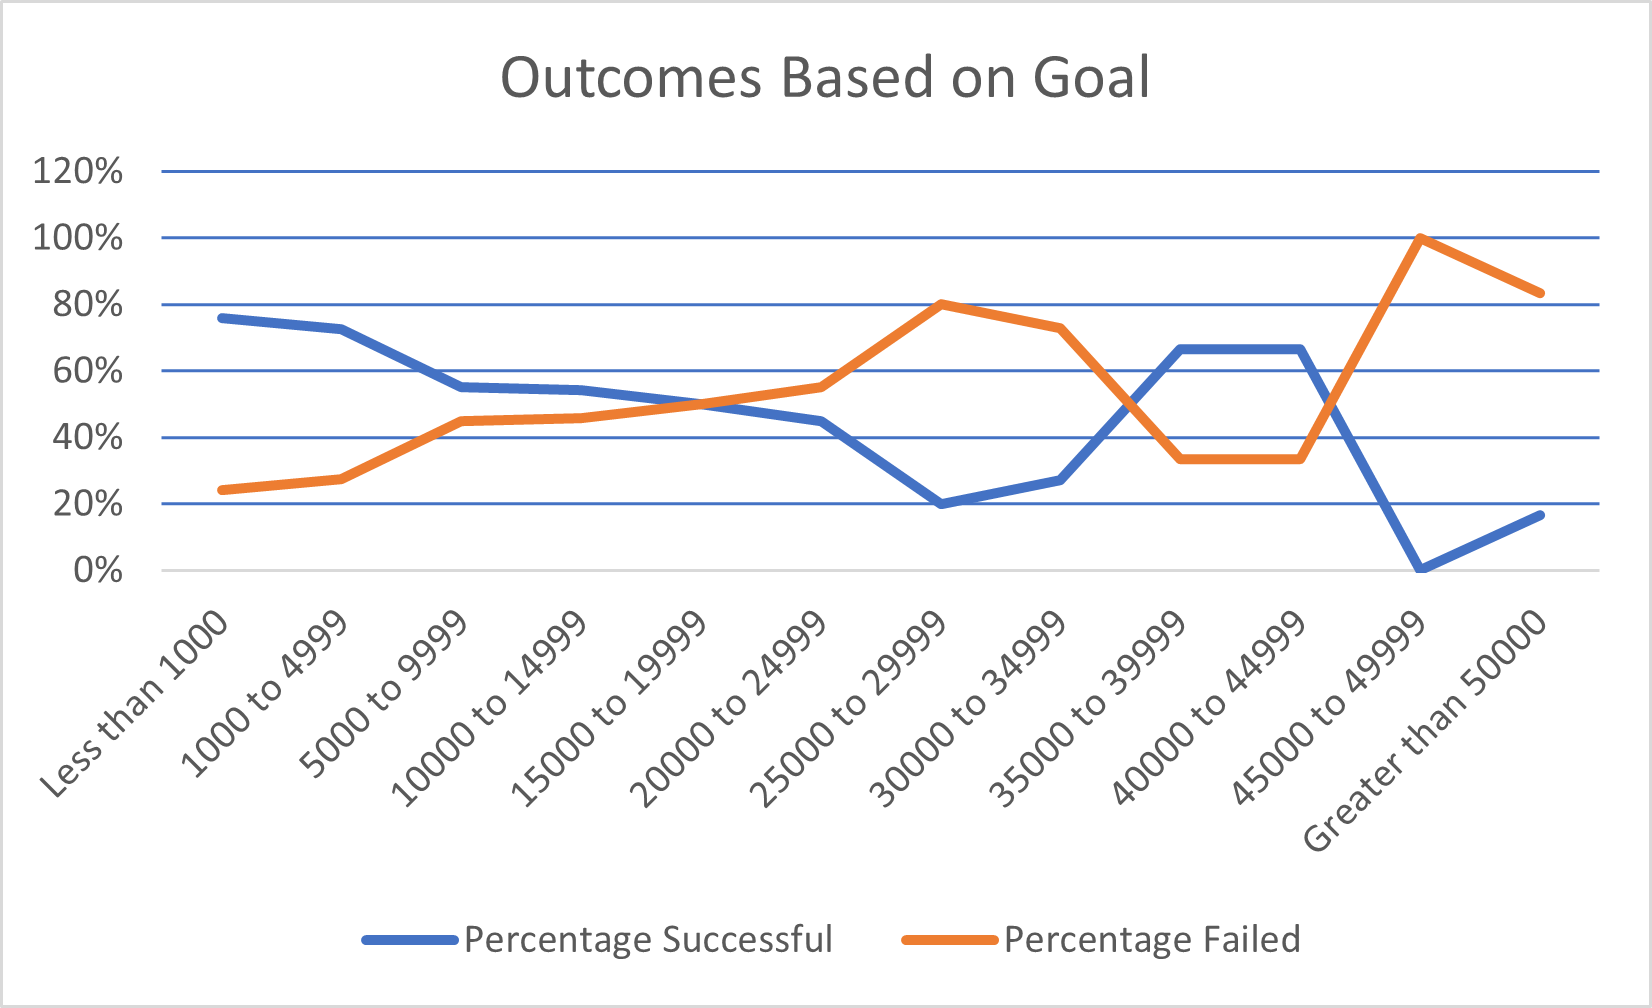 Outcomes Based on Goal
120%
100%
80%
60%
40%
20%
0%
Less than 1000
1000 to 4999
5000 to 9999
10000 to 14999
15000 to 19999
20000 to 24999
25000 to 29999
30000 to 34999
35000 to 39999
40000 to 44999
45000 to 49999
Greater than 50000
Percentage Successful
Percentage Failed